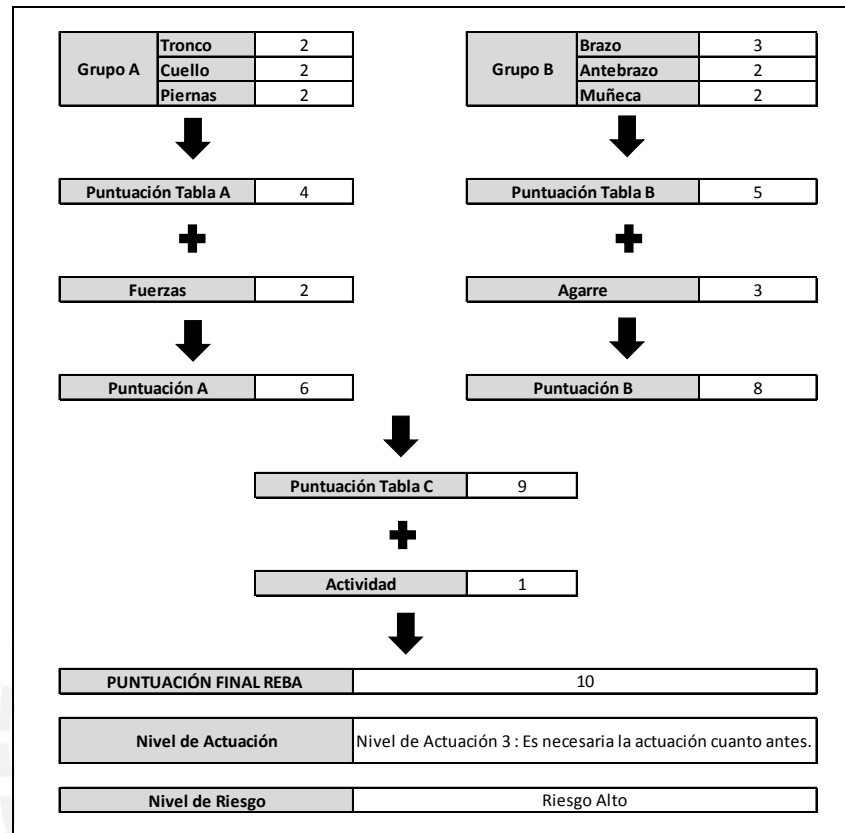 Grupo A
Tronco 2
Cuello 2
Piernas 2
Grupo B
Brazo 3
Antebrazo 2
Muñeca 2
Puntuación Tabla A 4
Puntuación Tabla B 5
Fuerzas 2
Agarre 3
Puntuación A 6
Puntuación B 8
Puntuación Tabla C 9
Actividad 1
PUNTUACIÓN FINAL REBA 10
Nivel de Actuación Nivel de Actuación 3 : Es necesaria la actuación cuanto antes.
Nivel de Riesgo Riesgo Alto